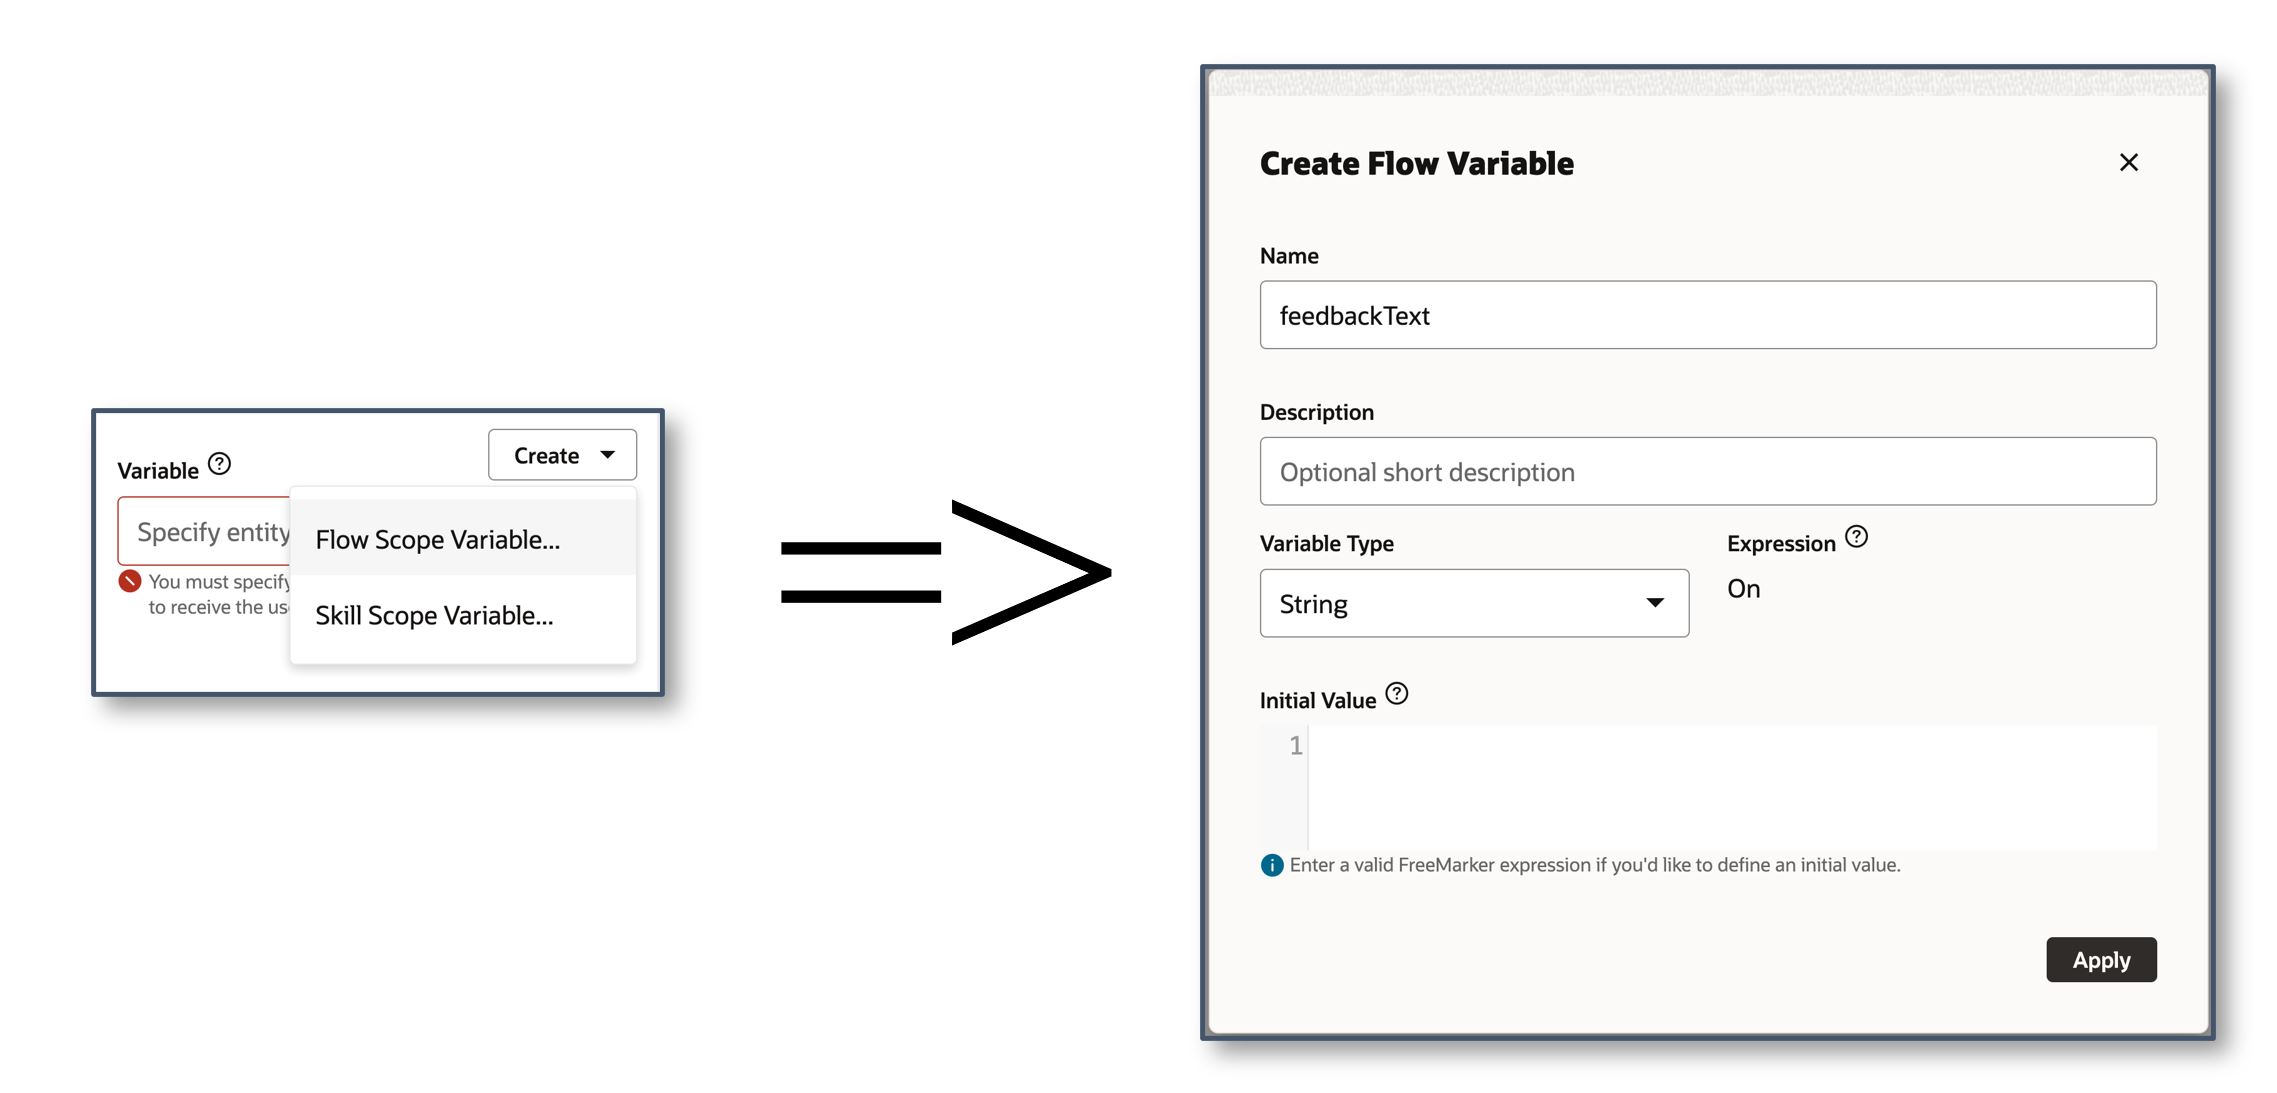 Variable
Create
Specify entity
You must specify
to receive the
Flow Scope Variable...
Skill Scope Variable...
=>
Create Flow Variable
Name
feedbackText
Description
Optional short description
Variable Type
Expression
String
On
Initial Value
1
Enter a valid FreeMarker expression if you'd like to define an initial value.
Apply